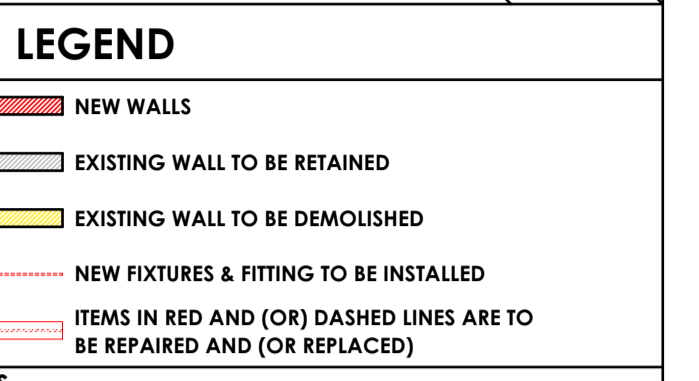 LEGEND
NEW WALLS
EXISTING WALL TO BE RETAINED
EXISTING WALL TO BE DEMOLISHED
NEW FIXTURES & FITTING TO BE INSTALLED
ITEMS IN RED AND (OR) DASHED LINES ARE TO
BE REPAIRED AND (OR REPLACED)